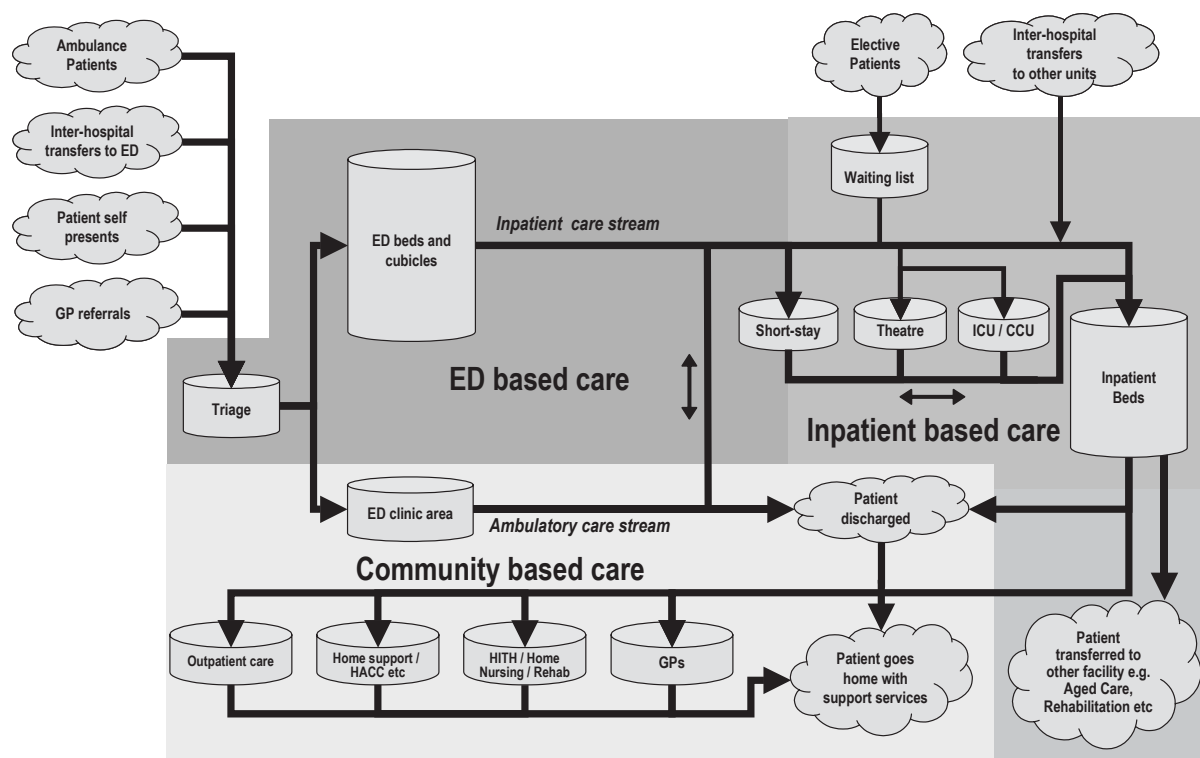 Ambulance
Patients
Inter-hospital
transfers to ED
Patient self
presents
GP referrals
Triage
ED beds and
cubicles
Inpatient care stream
ED based care
Elective
Patients
Inter-hospital
transfers
to other units
Waiting list
Short-stay
Theatre
ICU / CCU
Inpatient
Beds
Inpatient based care
ED clinic area
Ambulatory care stream
Patient
discharged
Community based care
Outpatient care
Home support /
HACC etc
HITH / Home
Nursing / Rehab
GPs
Patient goes
home with
support services
Patient
transferred to
other facility e.g.
Aged Care,
Rehabilitation etc